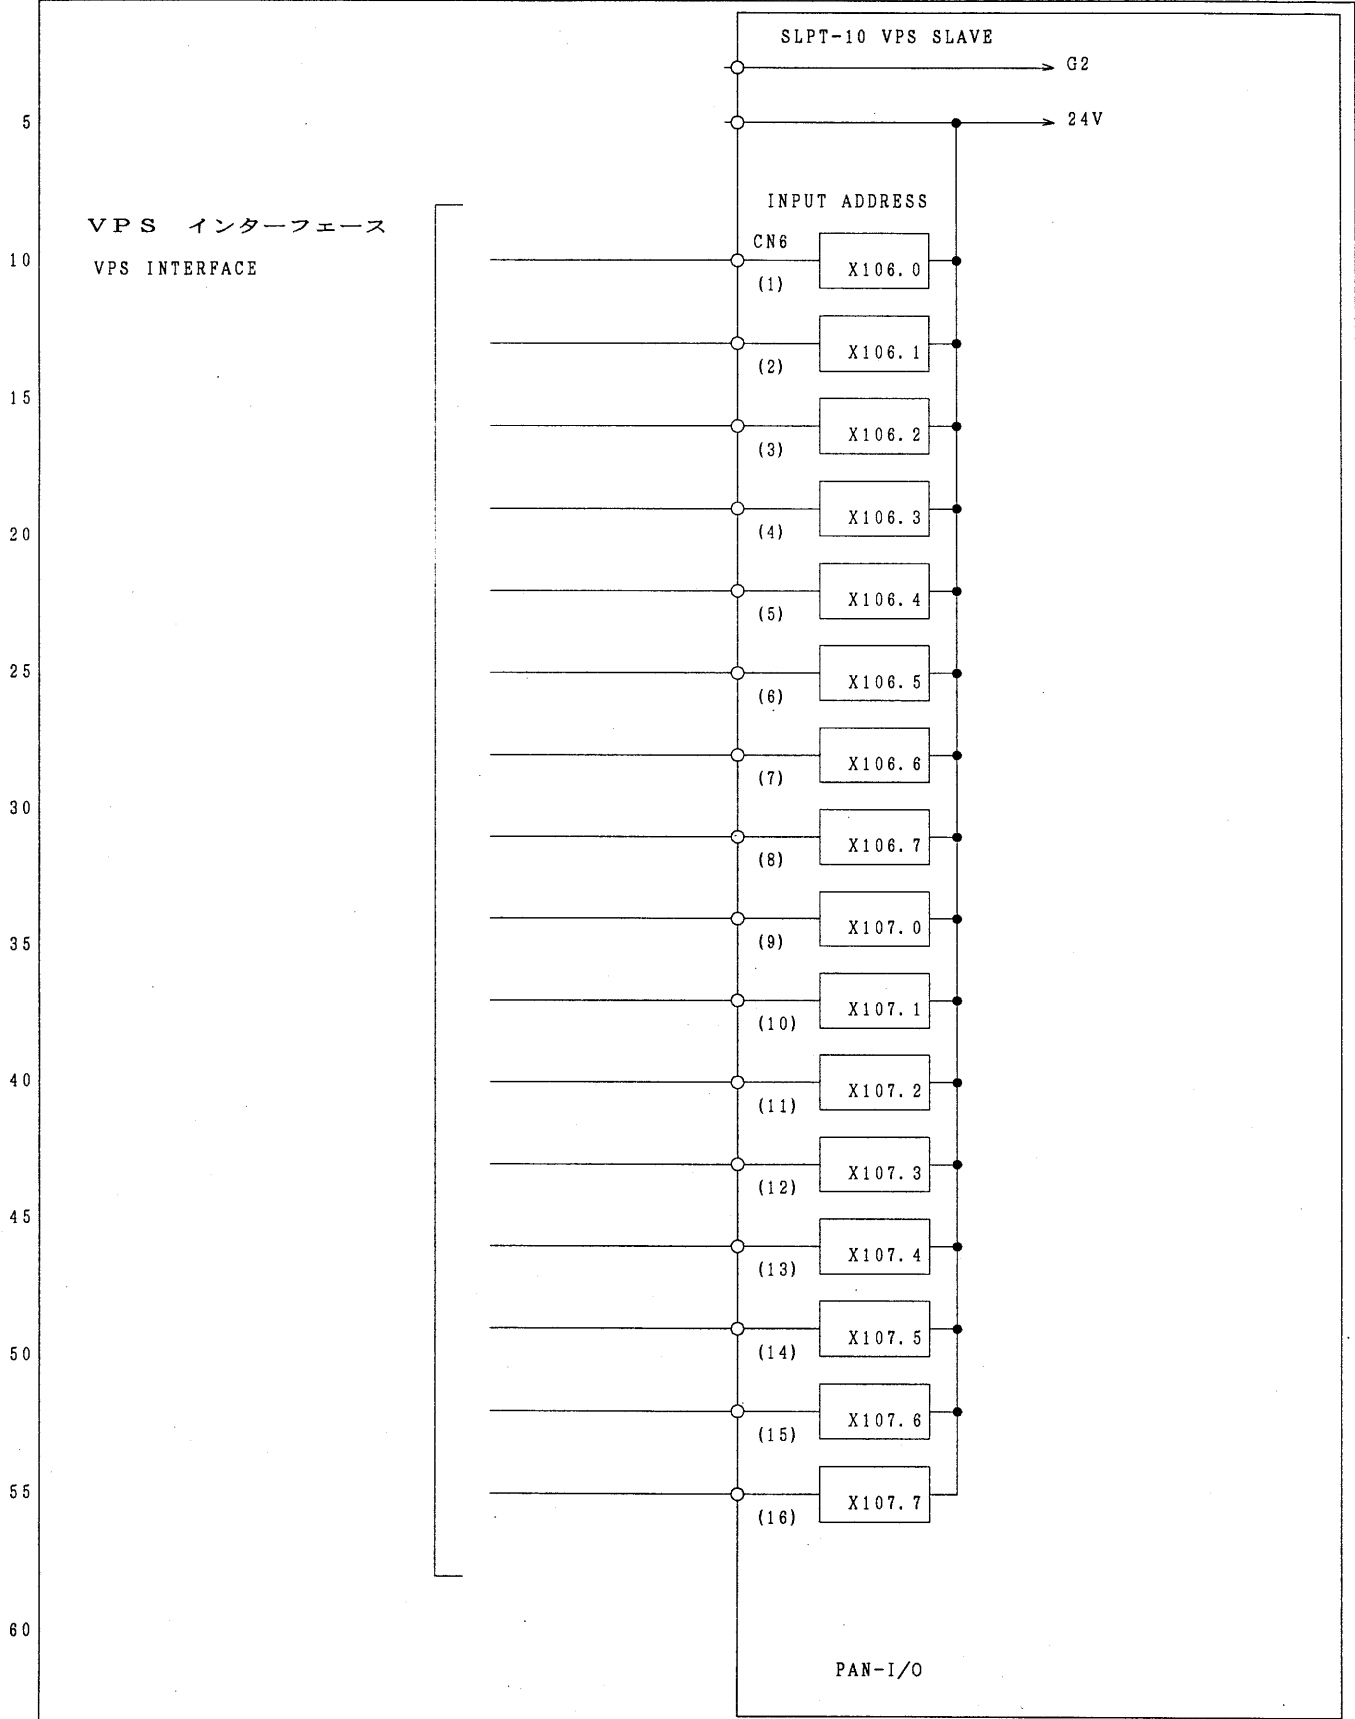 SLPT-10 VPS SLAVE
G2
5
24V
INPUT ADDRESS
VPS インターフェース
CN6
10
VPS INTERFACE
X106.0
(1)
X106.1
(2)
15
X106.2
(3)
X106.3
20
(4)
X106.4
(5)
25
X106.5
(6)
X106.6
(7)
30
X106.7
(8)
X107.0
35
(9)
X107.1
(10)
40
X107.2
(11)
X107.3
(12)
45
X107.4
(13)
X107.5
50
(14)
X107.6
(15)
55
X107.7
(16)
60
PAN-I/O